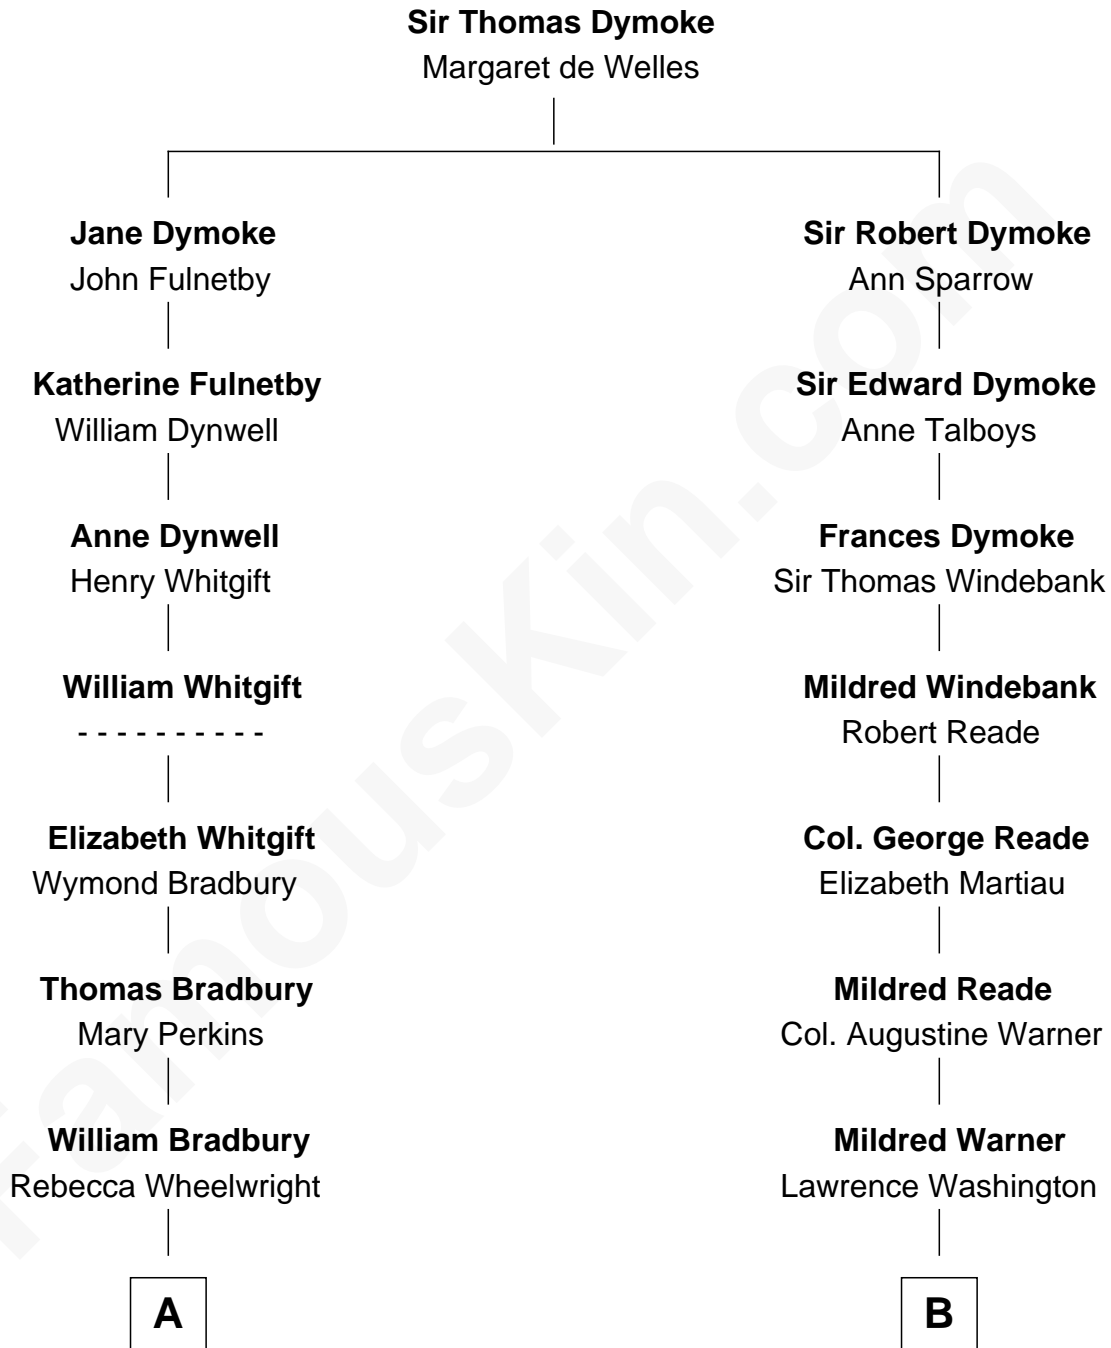 Sir Thomas Dymoke
Margaret de Welles
Jane Dymoke
John Fulnetby
Katherine Fulnetby
William Dynwell
Anne Dynwell
Henry Whitgift
William Whitgift
- - - - - - - - - -
Elizabeth Whitgift
Wymond Bradbury
Thomas Bradbury
Mary Perkins
William Bradbury
Rebecca Wheelwright
A
Sir Robert Dymoke
Ann Sparrow
Sir Edward Dymoke
Anne Talboys
Frances Dymoke
Sir Thomas Windebank
Mildred Windebank
Robert Reade
Col. George Reade
Elizabeth Martiau
Mildred Reade
Col. Augustine Warner
Mildred Warner
Lawrence Washington
B
FamousKin.com